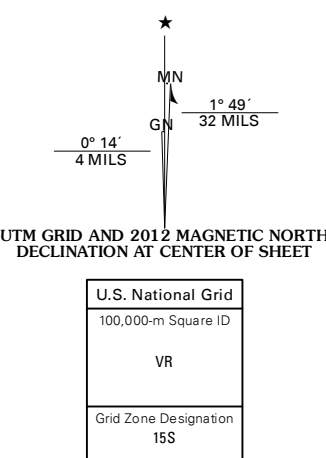 ★
MN
1° 49´
32 MILS
GN
0° 14´
4 MILS
UTM GRID AND 2012 MAGNETIC NORTH
DECLINATION AT CENTER OF SHEET
U.S. National Grid
100,000-m Square ID
VR
Grid Zone Designation
15S